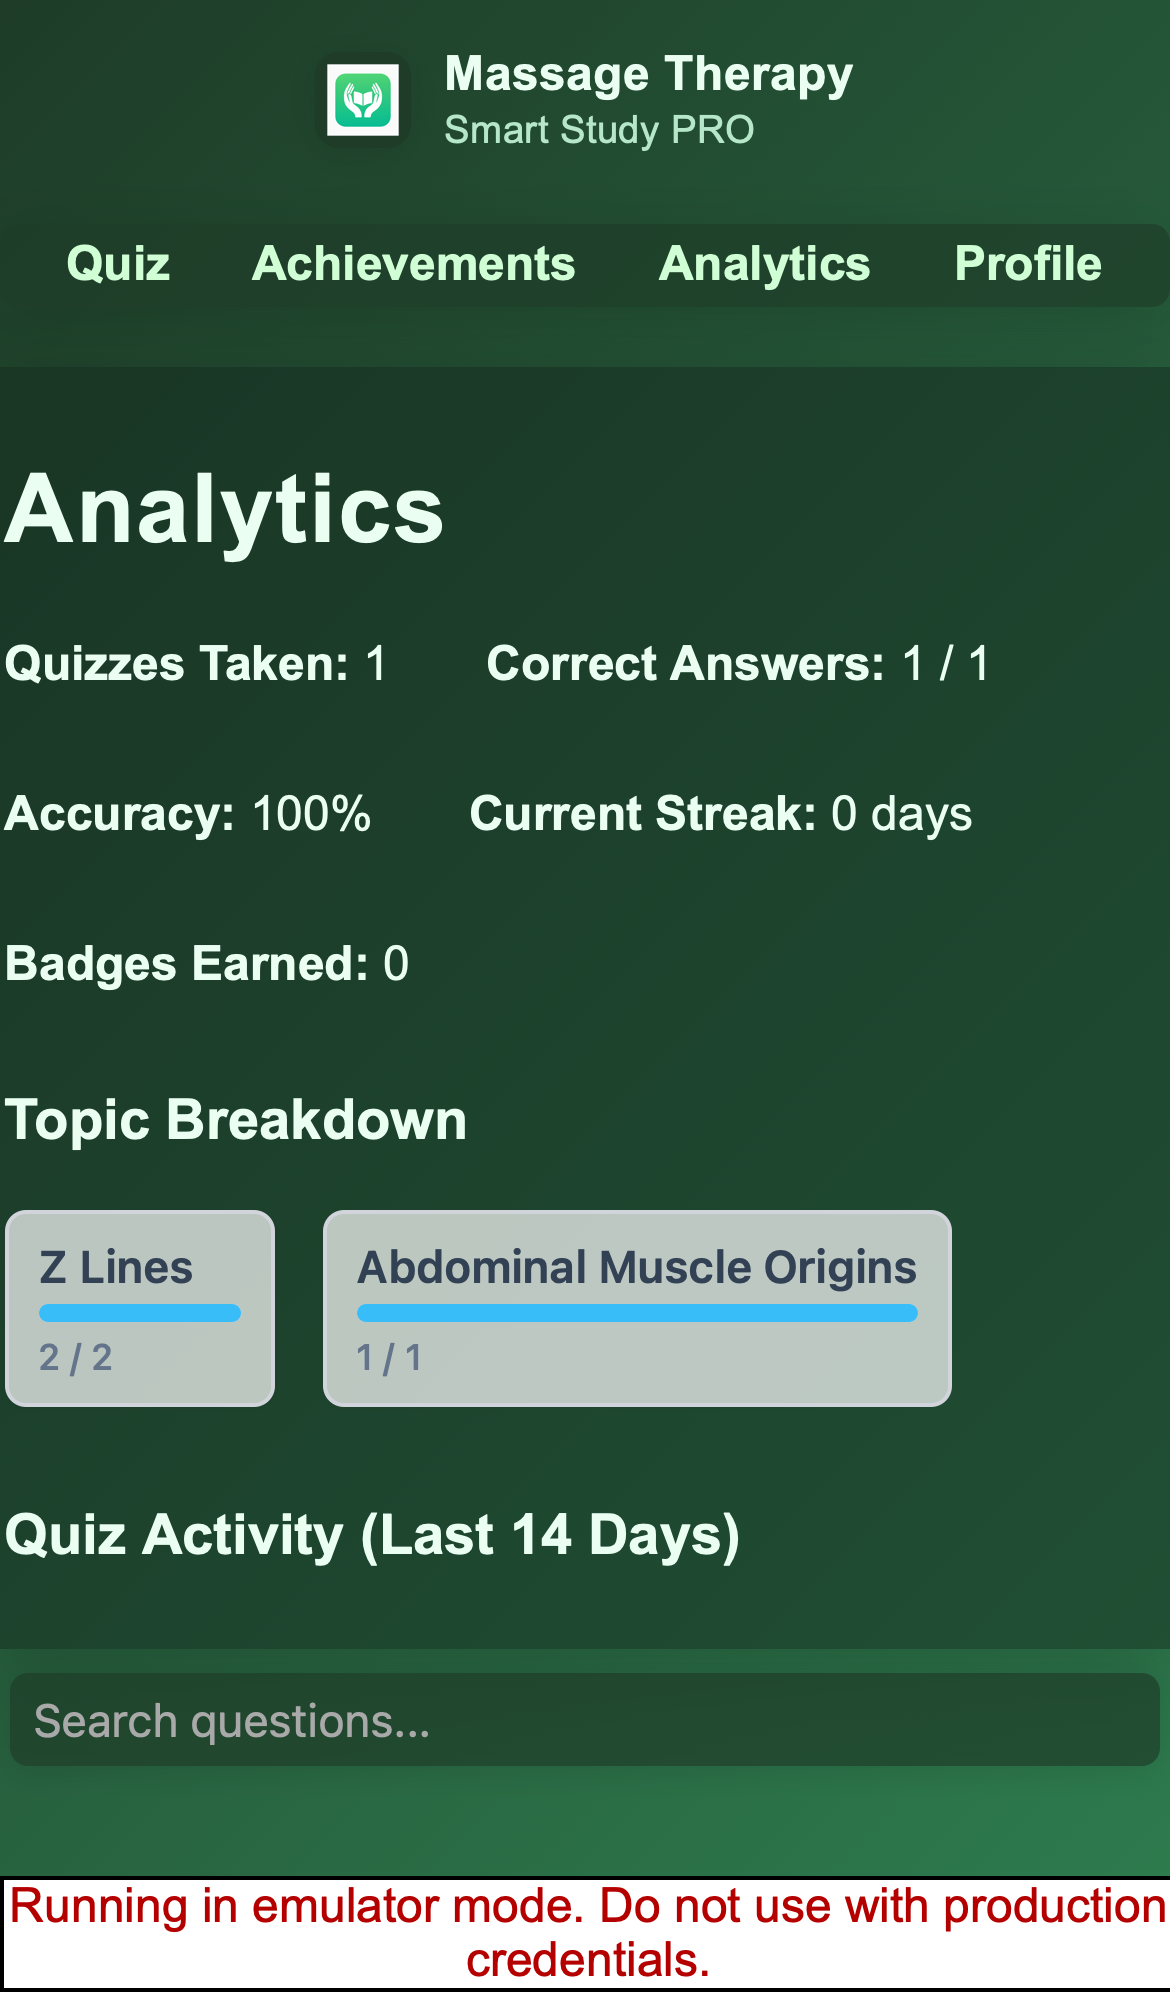 Massage Therapy
Smart Study PRO
Quiz Achievements Analytics Profile
Analytics
Quizzes Taken: 1 Correct Answers: 1 / 1
Accuracy: 100% Current Streak: 0 days
Badges Earned: 0
Topic Breakdown
Z Lines
2 / 2
Abdominal Muscle Origins
1 / 1
Quiz Activity (Last 14 Days)
Search questions...
Running in emulator mode. Do not use with production
credentials.